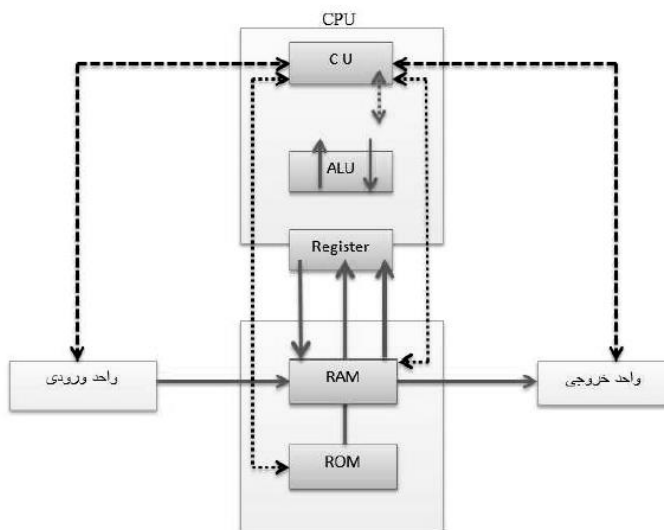 CPU
C U
ALU
Register
واحد ورودی
RAM
واحد خروجی
ROM